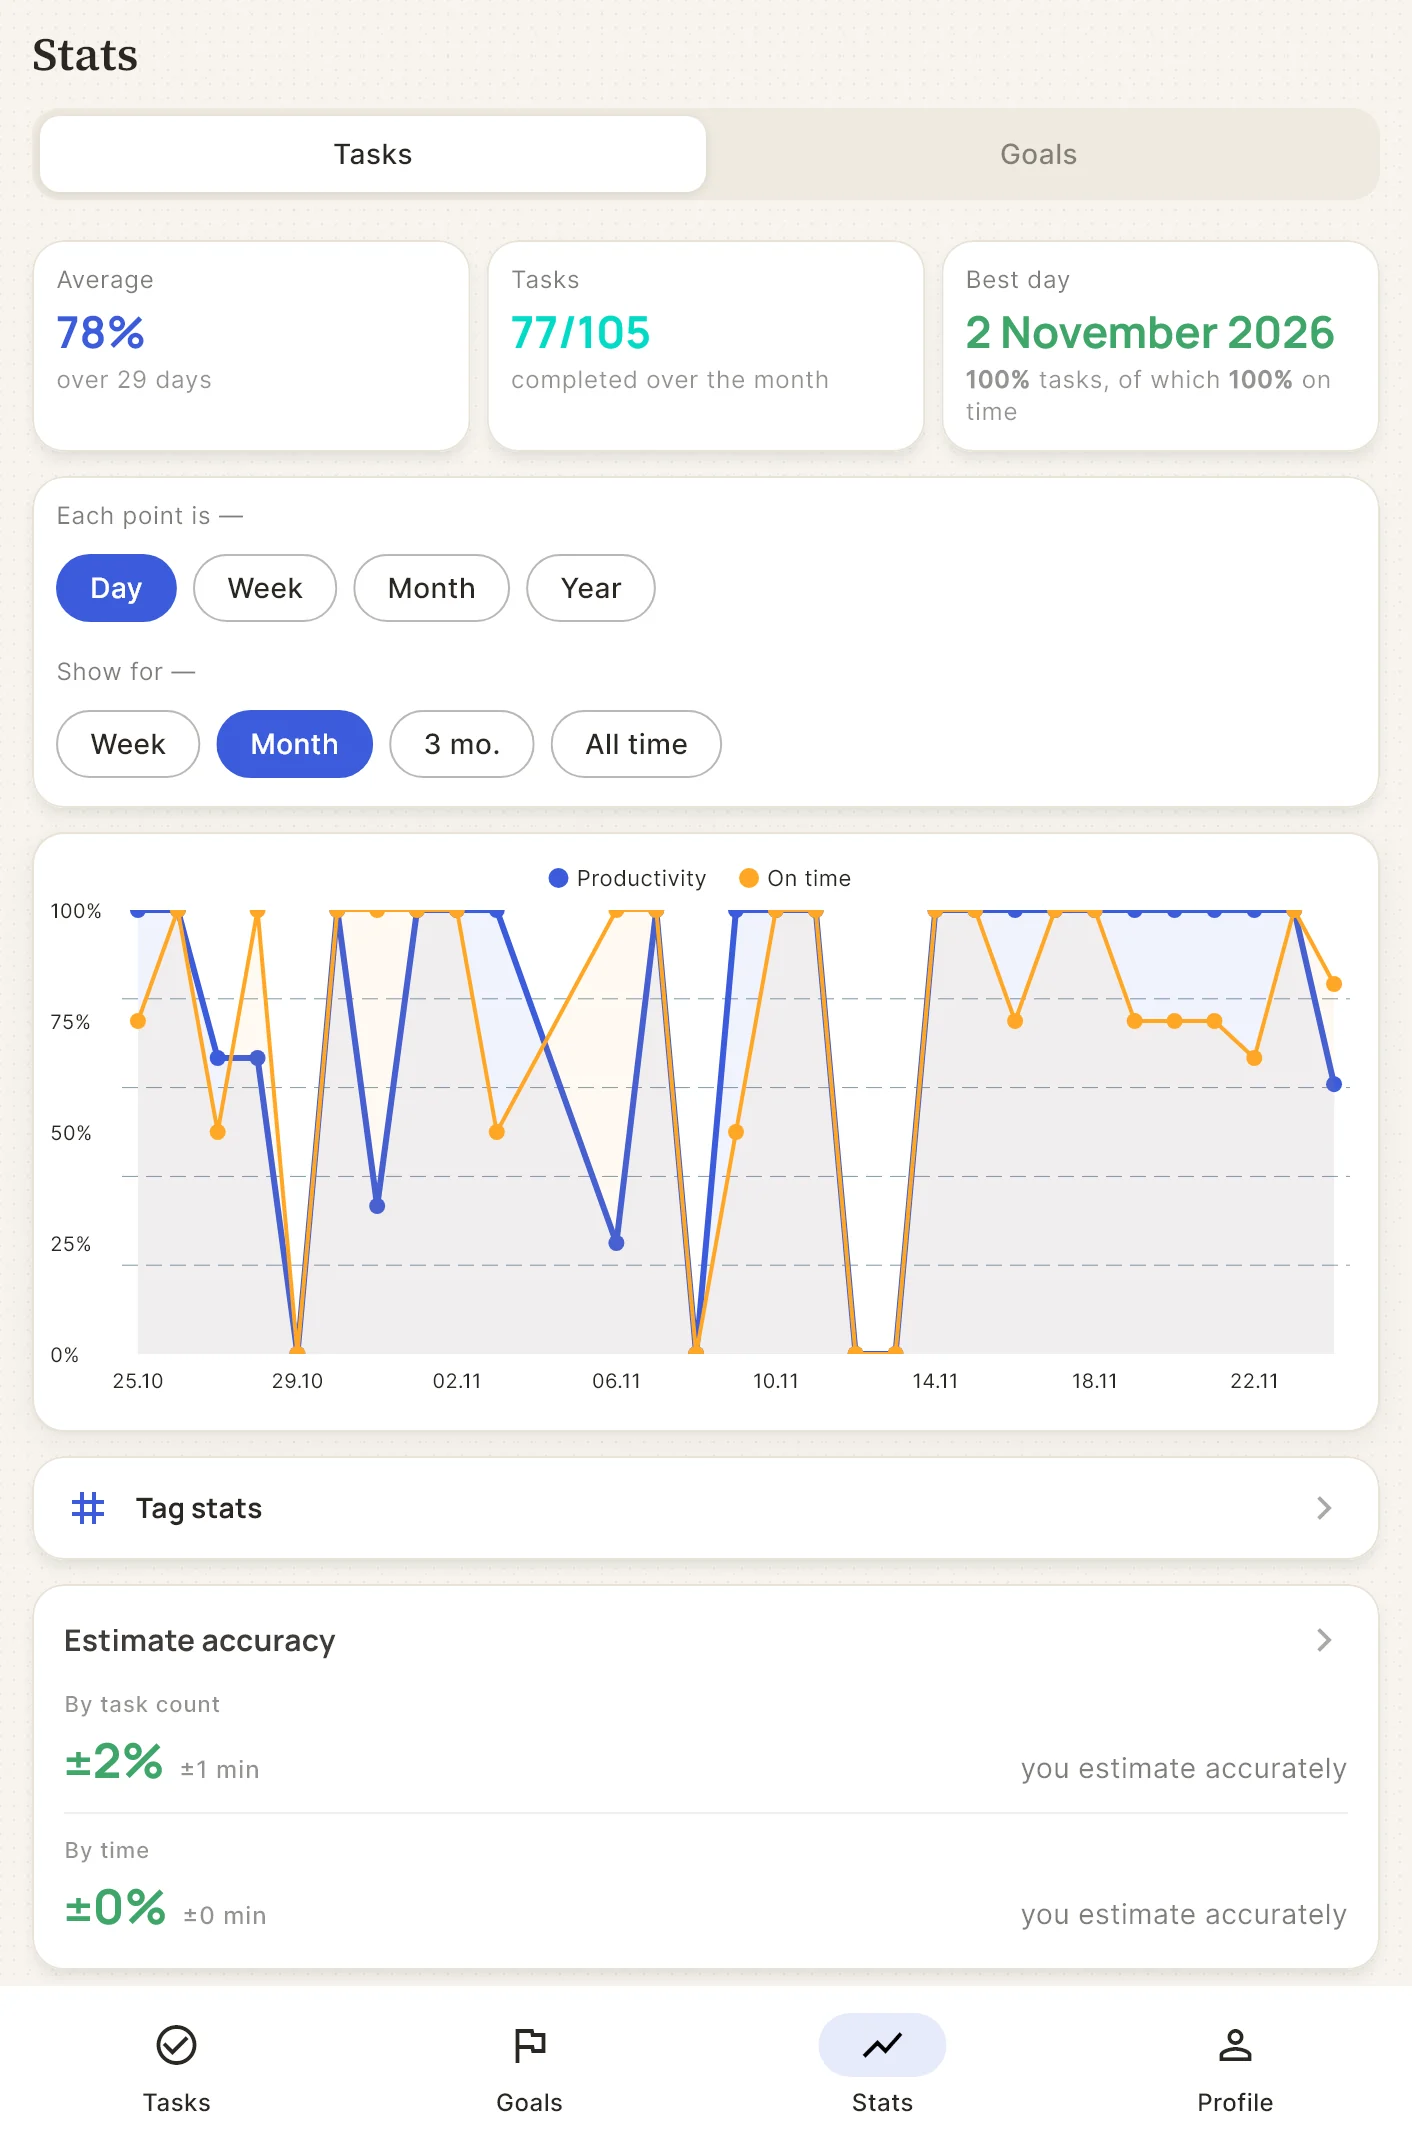 Stats
Tasks
Goals
Average
78%
over 29 days
Tasks
77/105
completed over the month
Best day
2 November 2026
100% tasks, of which 100% on
time
Each point is —
Day
Week
Month
Year
Show for —
Week
Month
3 mo.
All time
Productivity
On time
100%
75%
50%
25%
0%
25.10
29.10
02.11
06.11
10.11
14.11
18.11
22.11
Tag stats
Estimate accuracy
By task count
±2% ±1 min
you estimate accurately
By time
±0% ±0 min
you estimate accurately
Tasks
Goals
Stats
Profile